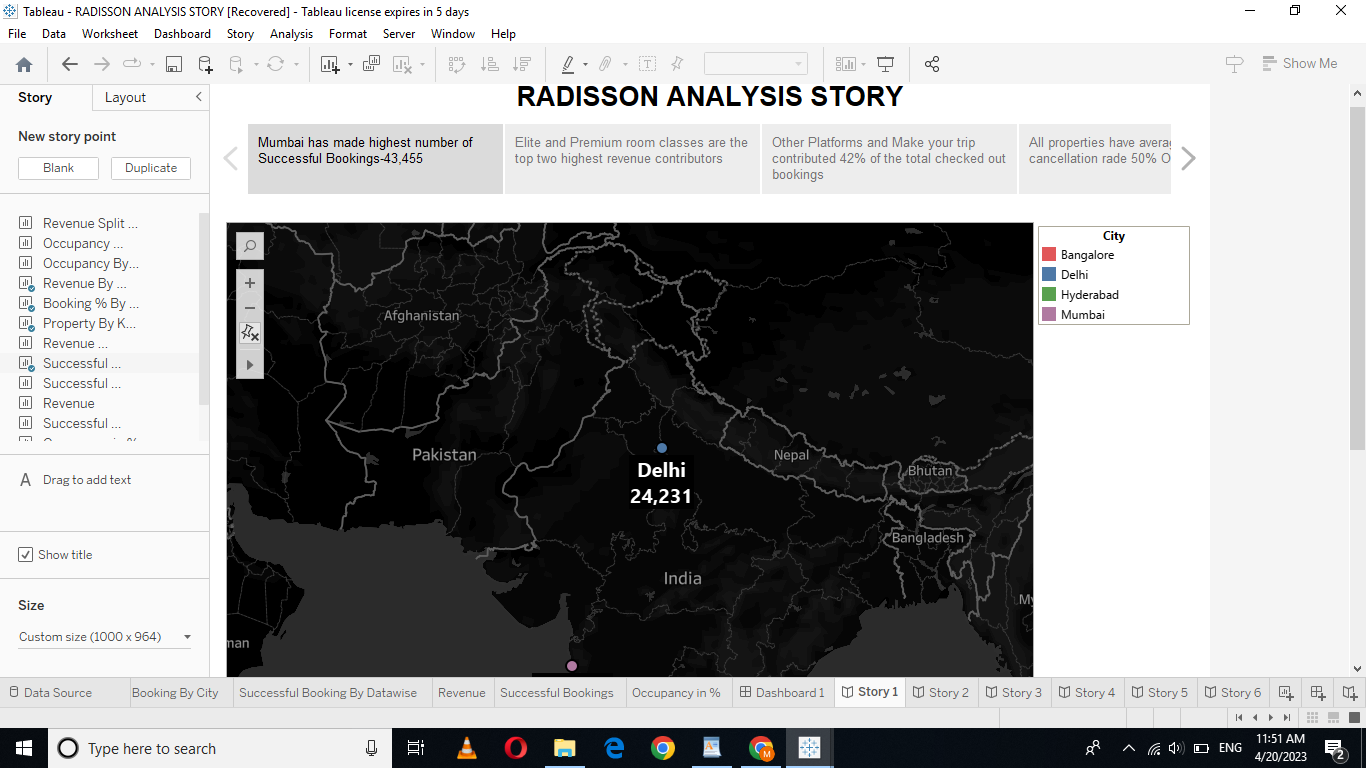 Tableau - RADISSON ANALYSIS STORY [Recovered] - Tableau license expires in 5 days
File Data Worksheet Dashboard Story Analysis Format Server Window Help
Show Me
Story Layout
New story point
Blank Duplicate
Revenue Split ...
Occupancy ...
Occupancy By...
Revenue By ...
Booking % By ...
Property By K...
Revenue ...
Successful ...
Successful ...
Revenue
Successful ...
A Drag to add text
Show title
Size
Custom size (1000 x 964)
RADISSON ANALYSIS STORY
Mumbai has made highest number of
Successful Bookings-43,455
Elite and Premium room classes are the
top two highest revenue contributors
Other Platforms and Make your trip
contributed 42% of the total checked out
bookings
All properties have averag
cancellation rade 50% O
Afghanistan
Pakistan
Nepal
Bhutan
Delhi
24,231
Bangladesh
India
My
man
City
Bangalore
Delhi
Hyderabad
Mumbai
Data Source Booking By City Successful Booking By Datawise Revenue Successful Bookings Occupancy in % Dashboard 1 Story 1 Story 2 Story 3 Story 4 Story 5 Story 6
Type here to search
ENG
11:51 AM
4/20/2023
2